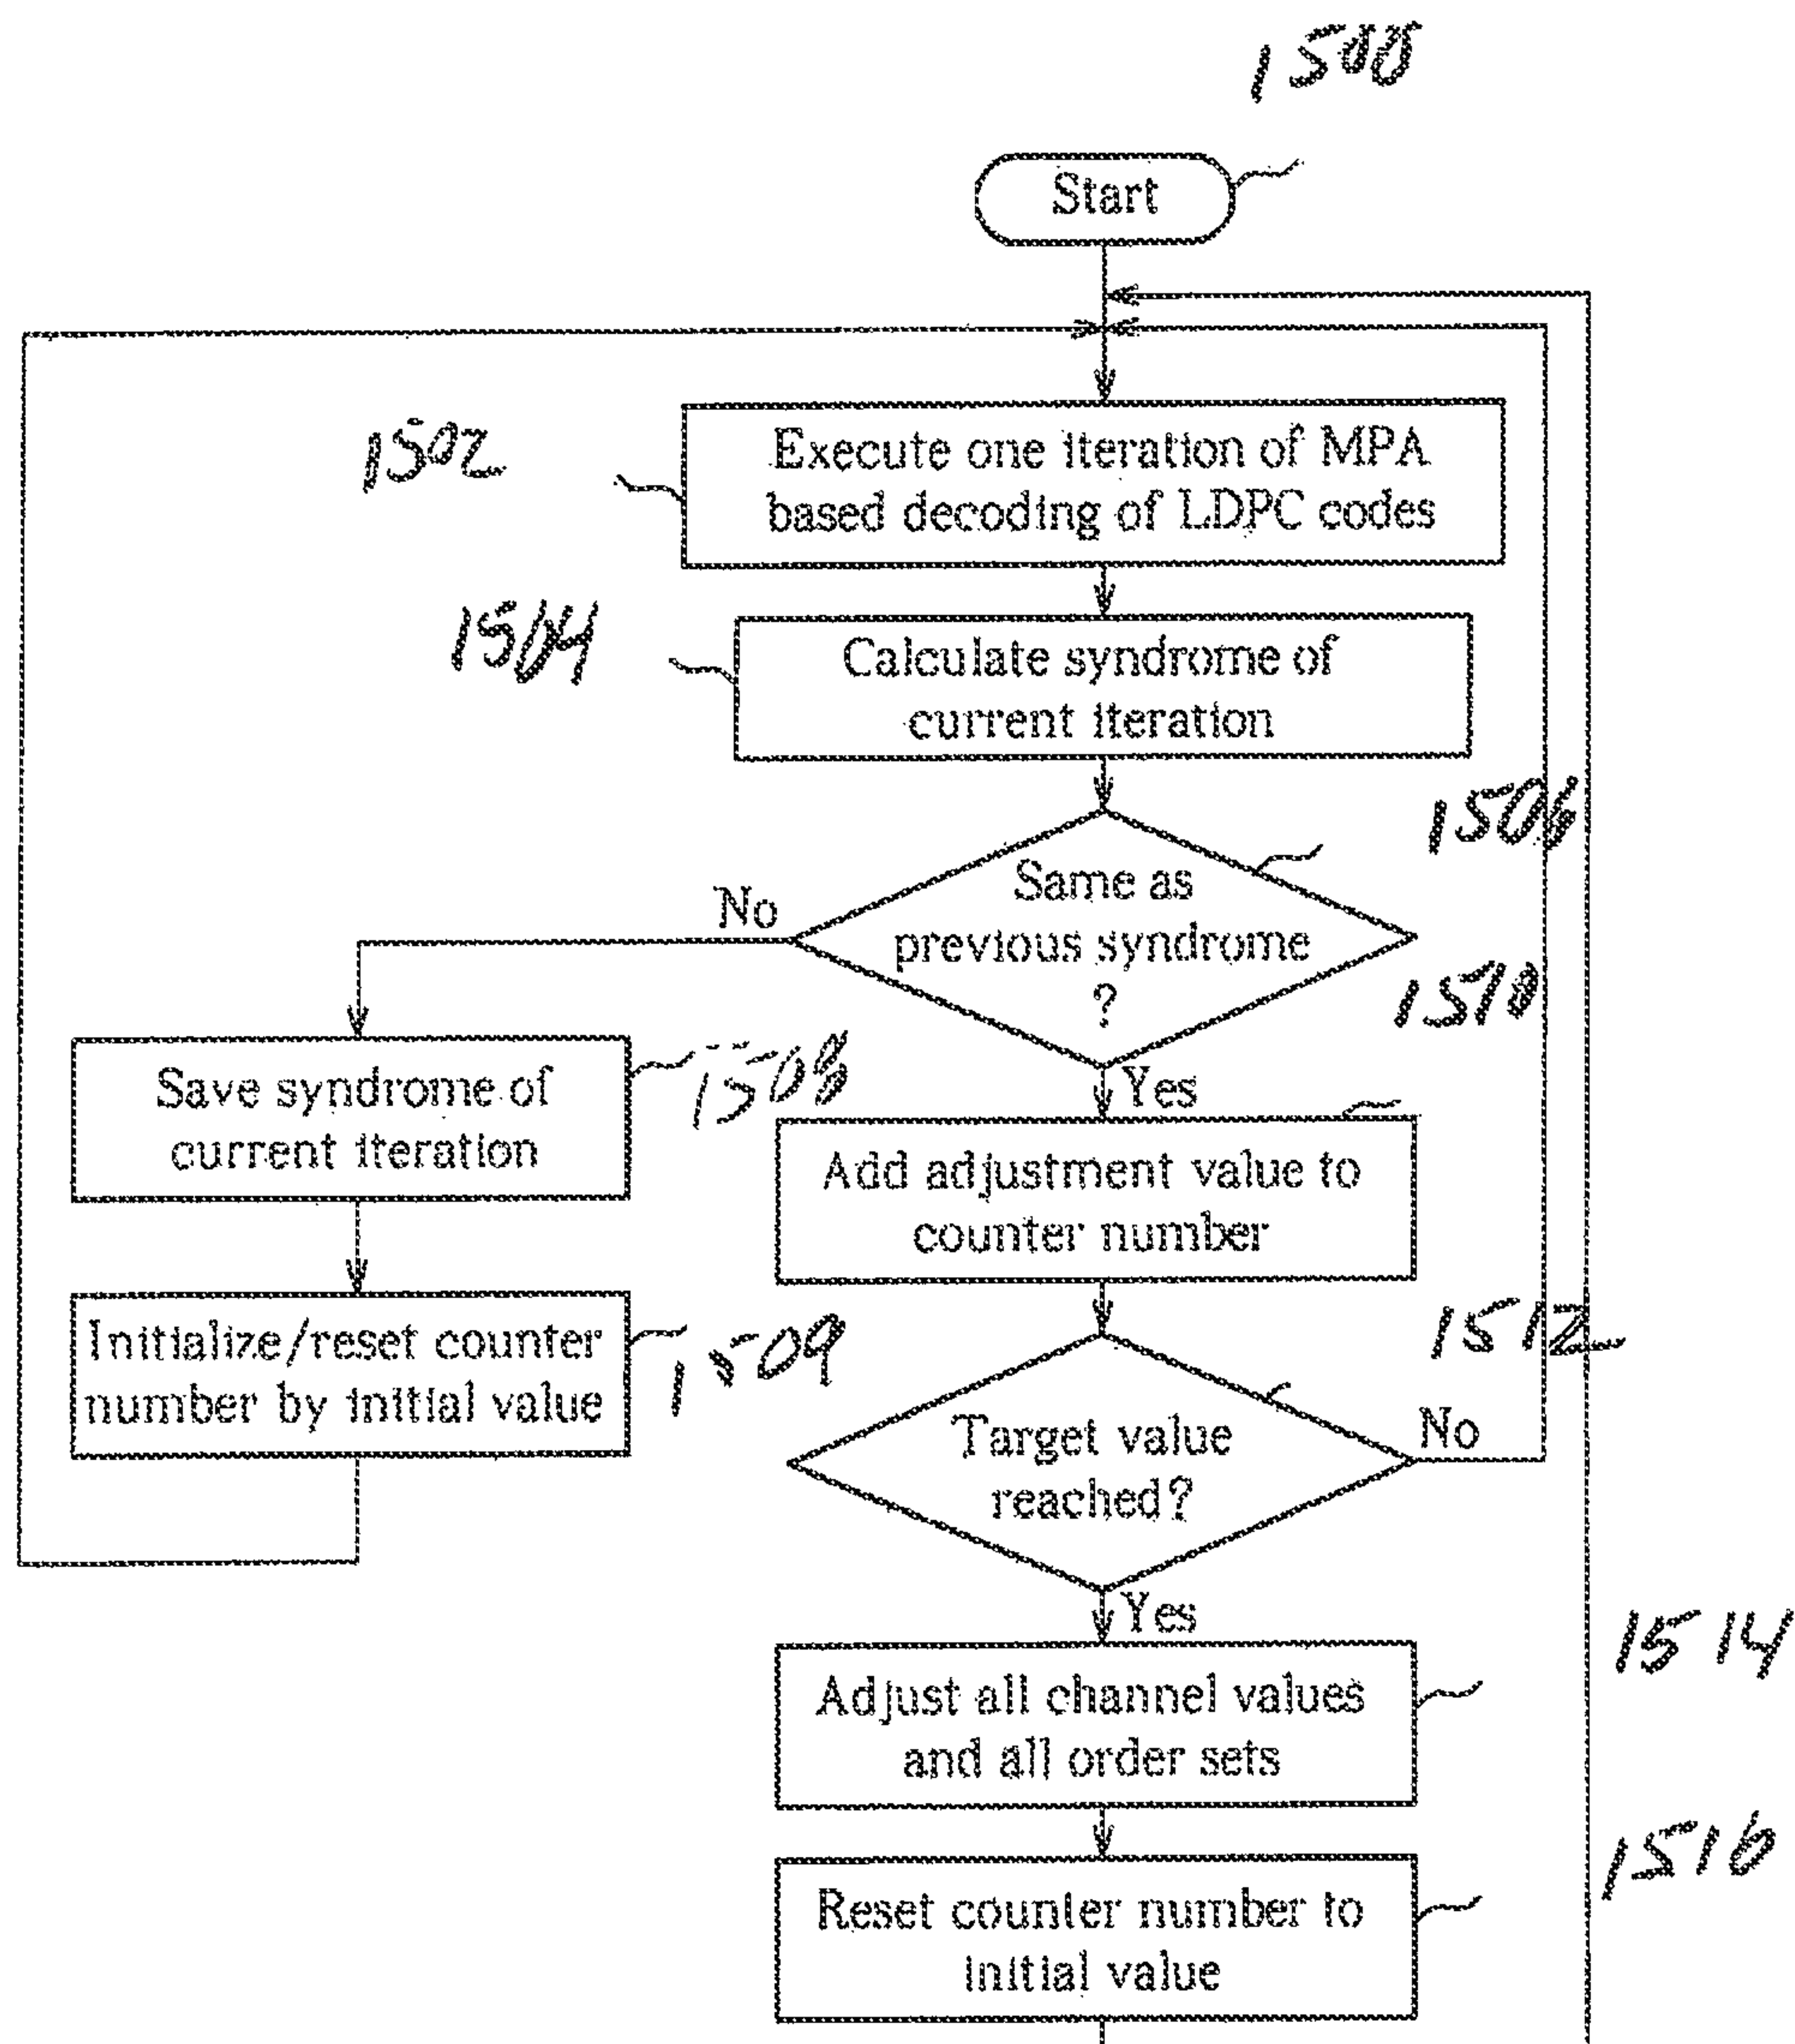 1500
Start
1502
Execute one iteration of MPA
based decoding of LDPC codes
1504
Calculate syndrome of
current iteration
1506
Same as
previous syndrome
?
No
1510
Yes
Save syndrome of
current iteration
1508
Add adjustment value to
counter number
Initialize/reset counter
number by initial value
1509
1512
Target value
reached?
No
Yes
1514
Adjust all channel values
and all order sets
1516
Reset counter number to
initial value